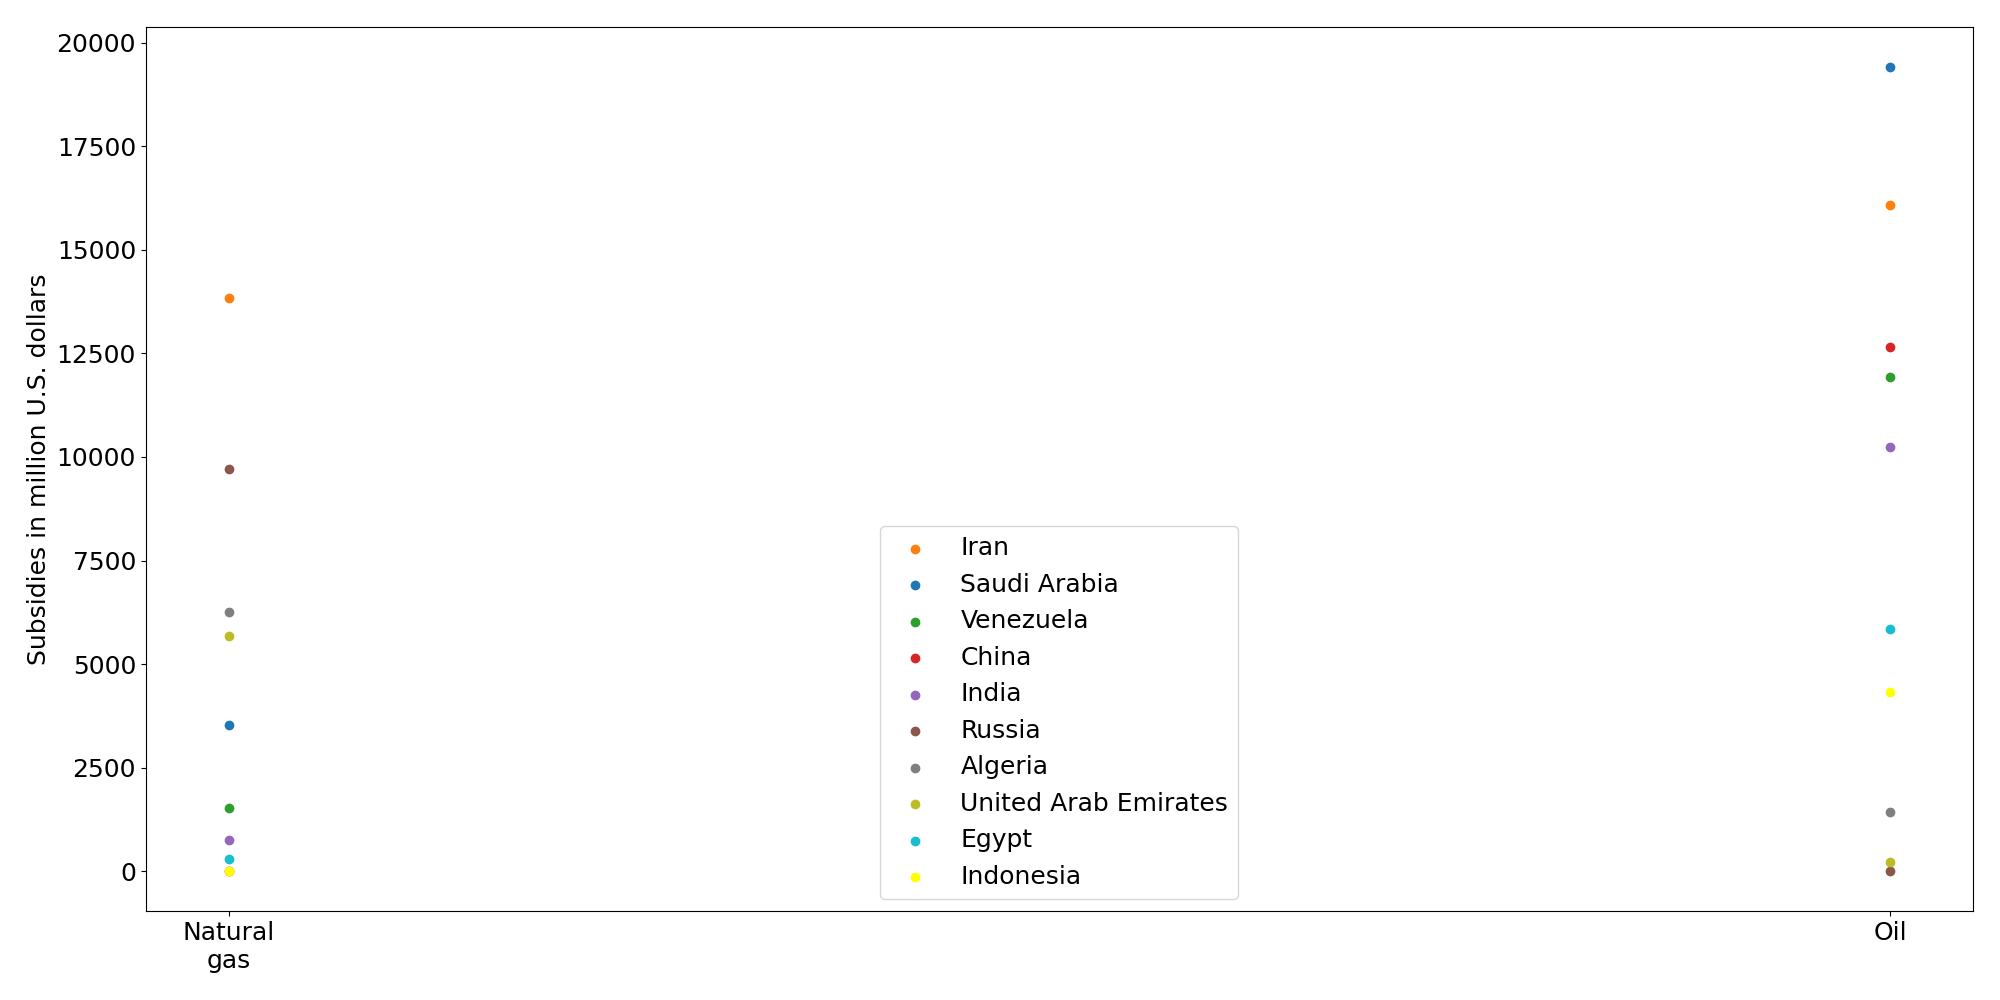 20000
17500
15000
12500
10000
7500
5000
2500
0
Subsidies in million U.S. dollars
Iran
Saudi Arabia
Venezuela
China
India
Russia
Algeria
United Arab Emirates
Egypt
Indonesia
Natural
gas
Oil